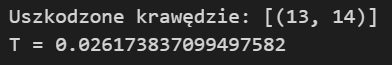 Uszkodzone krawędzie: [(13, 14)]
T = 0.026173837099497582